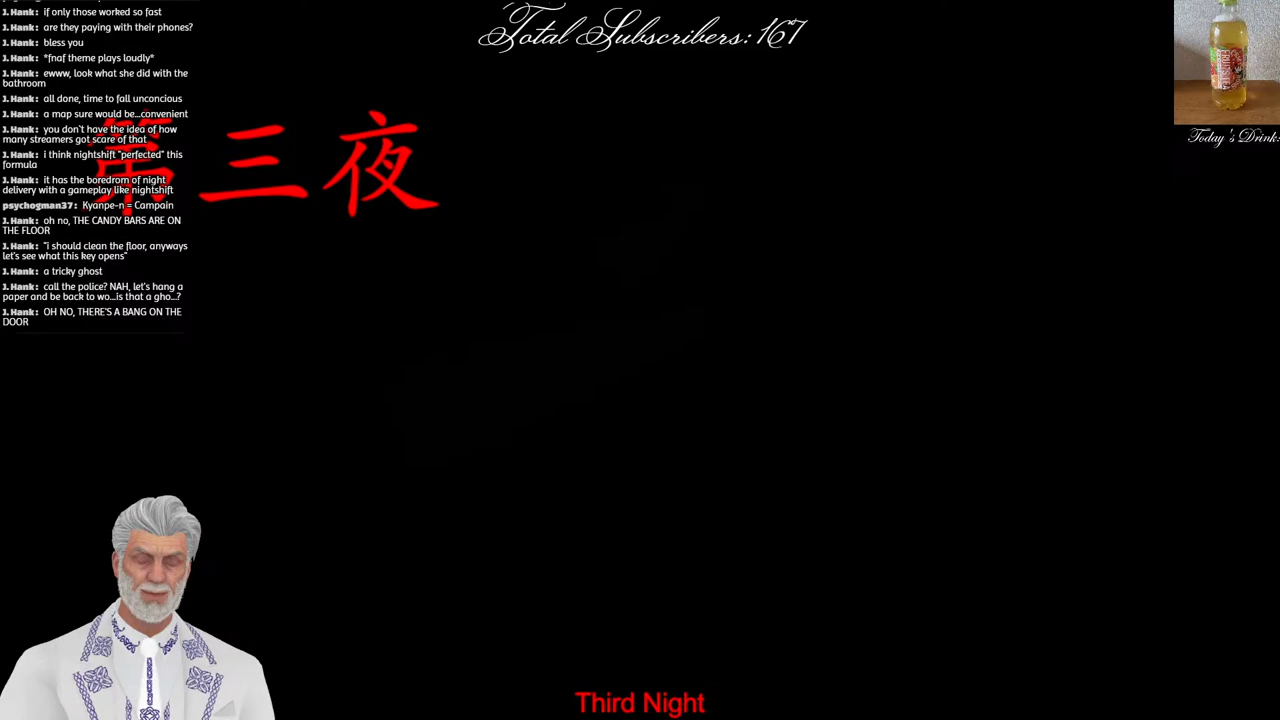 J.Hank: if only those worked so fast
J.Hank: are they paying with their phones?
J.Hank: bless you
J.Hank: *fnaf theme plays loudly*
J.Hank: ewww, look what she did with the
bathroom
J.Hank: all done, time to fall unconcious
J.Hank: a map sure would be...convenient
J.Hank: you don't have the idea of how
many streamers got scare of that
J.Hank: i think nightshift "perfected" this
formula
J.Hank: it has the boredrom of night
delivery with a gameplay like nightshift
psychogman37: Kyanpe-n = Campain
J.Hank: oh no, THE CANDY BARS ARE ON
THE FLOOR
J.Hank: "i should clean the floor, anyways
let's see what this key opens"
J.Hank: a tricky ghost
J.Hank: call the police? NAH, let's hang a
paper and be back to wo...is that a gho...?
J.Hank: OH NO, THERE'S A BANG ON THE
DOOR
第三夜
Total Subscribers: 167
FRUITS TEA
Today's Drink:
Third Night